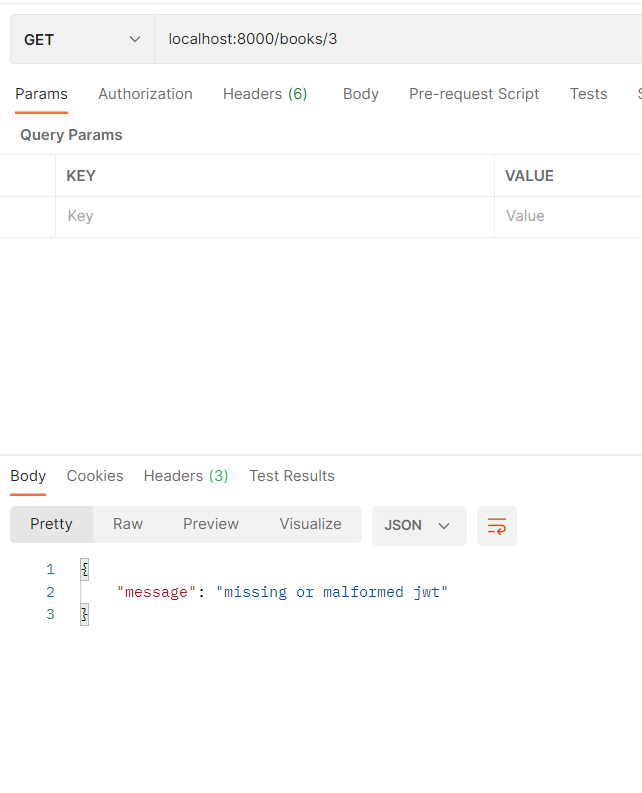 GET localhost:8000/books/3
Params Authorization Headers (6) Body Pre-request Script Tests
Query Params
KEY VALUE
Key Value
Body Cookies Headers (3) Test Results
Pretty Raw Preview Visualize JSON
1 {
2 "message": "missing or malformed jwt"
3 }